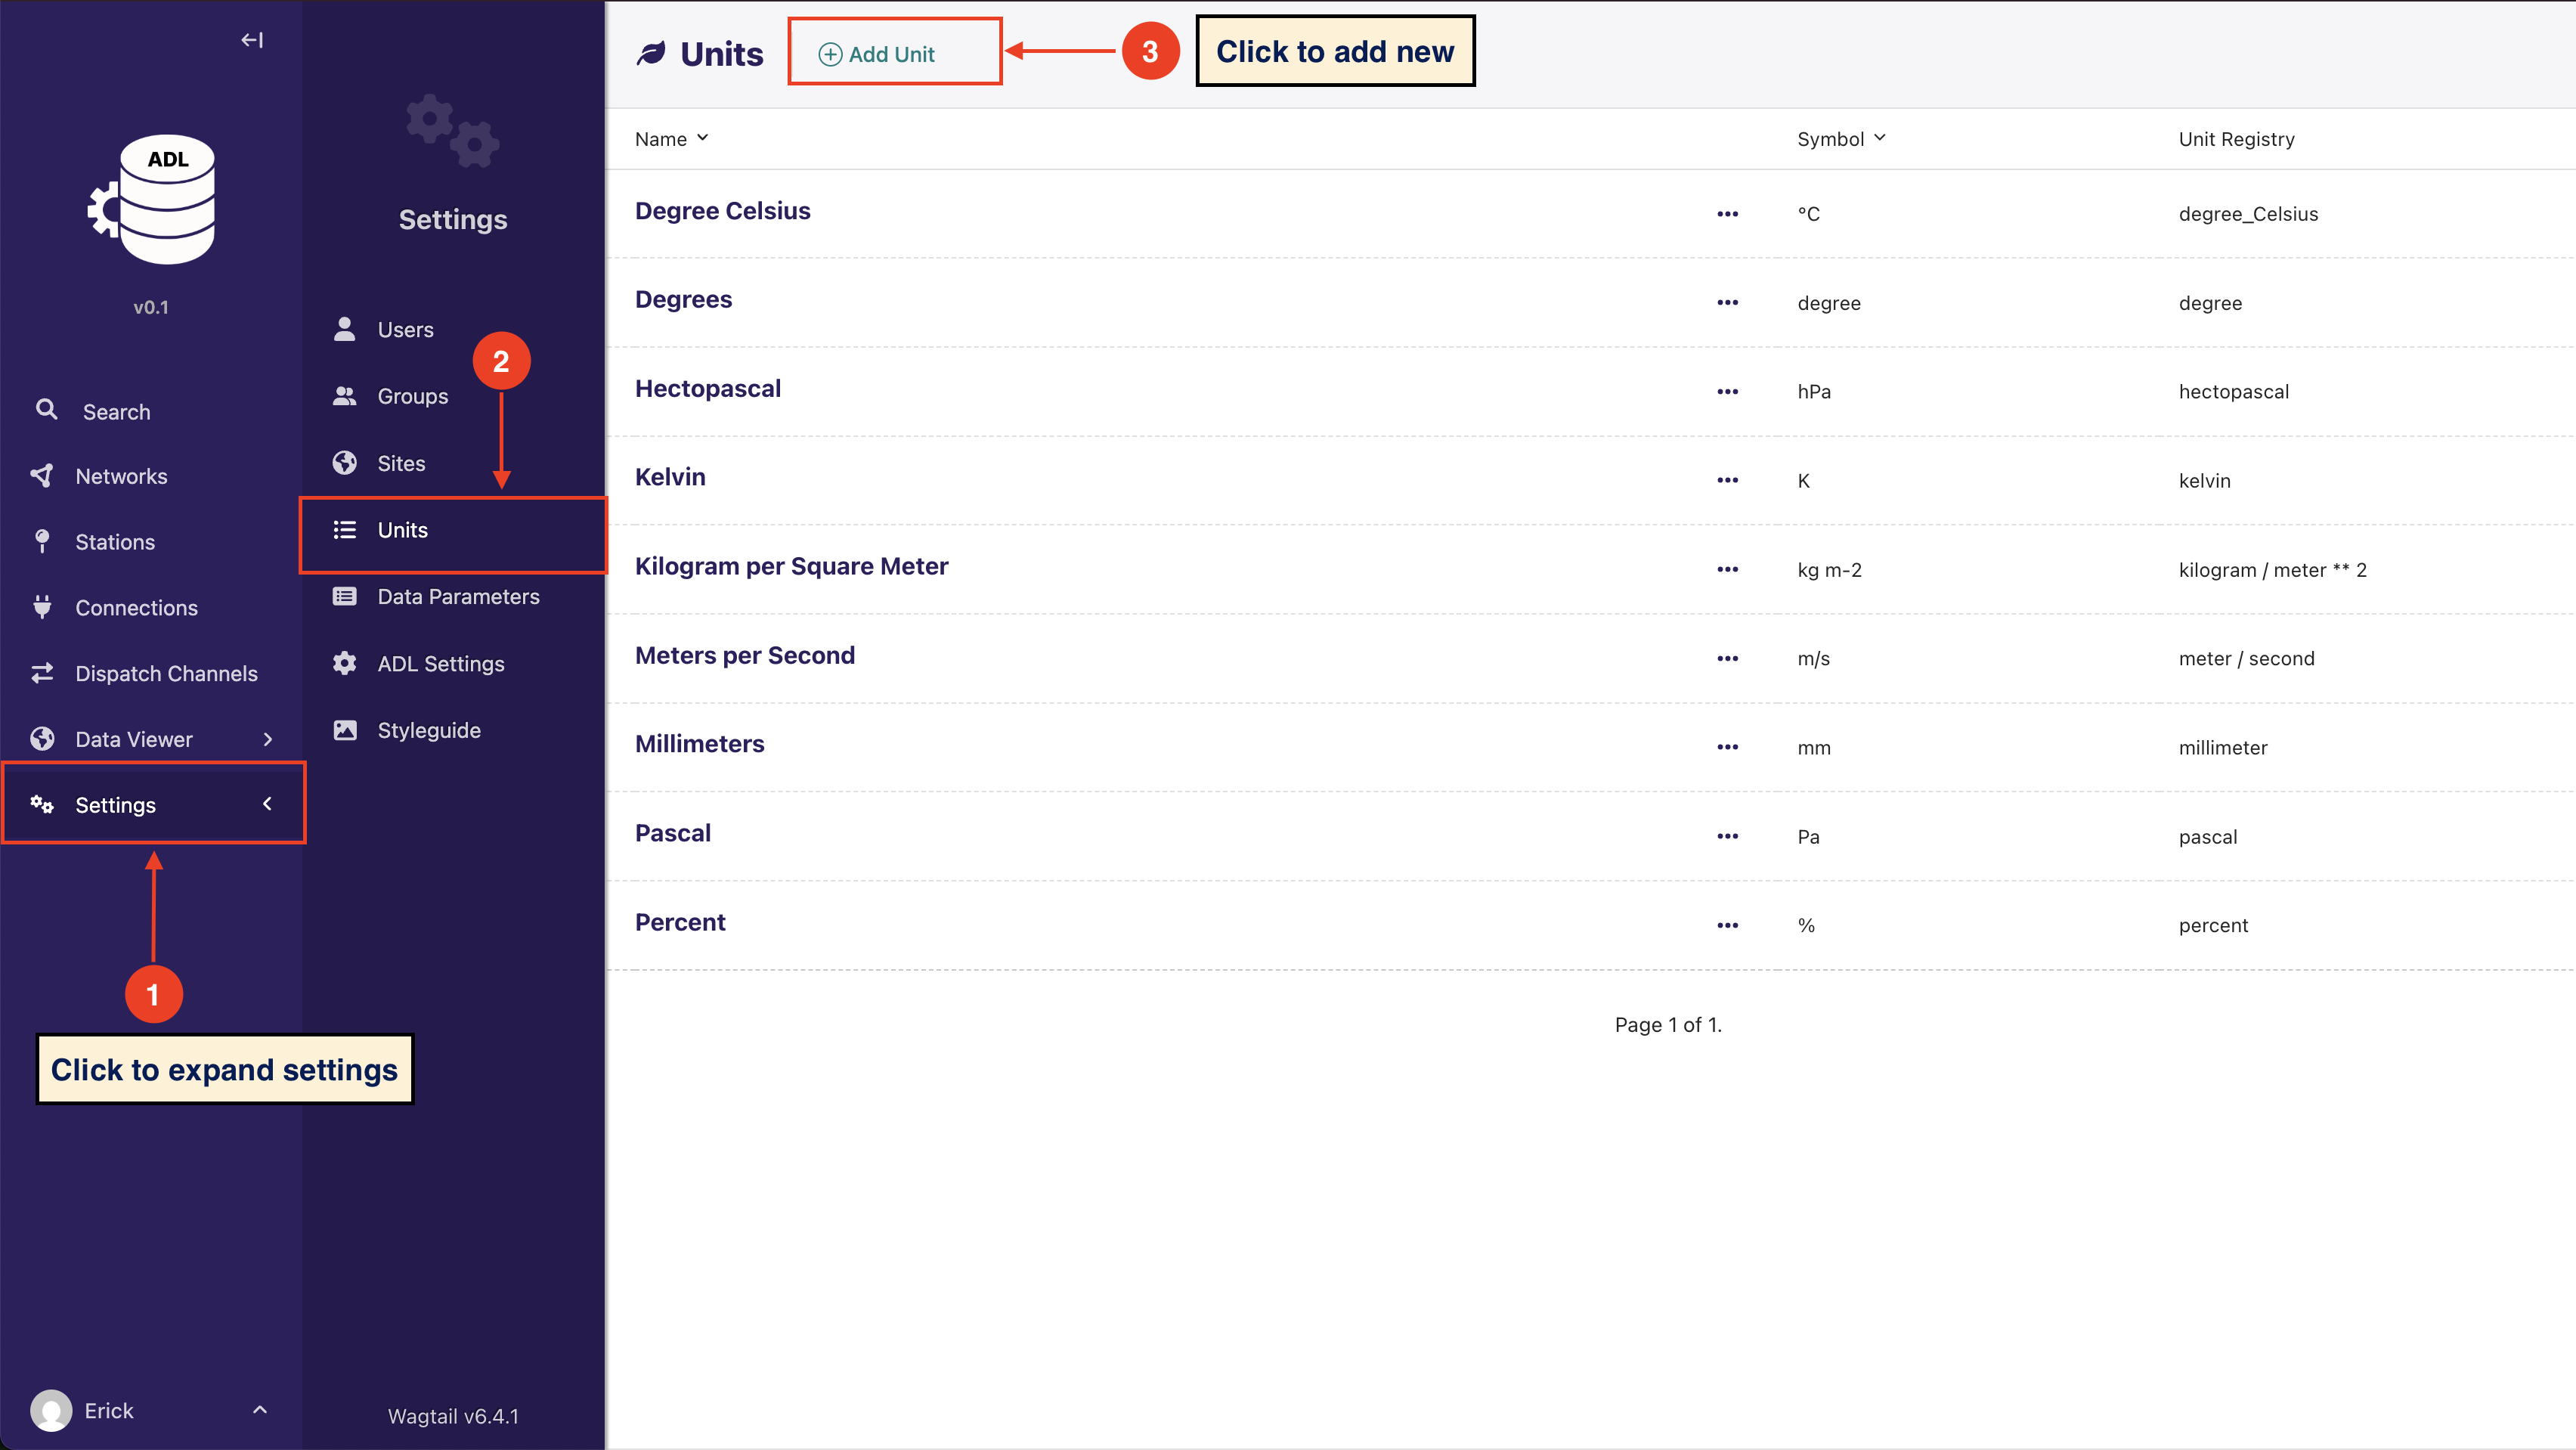 ADL
v0.1
Search
Networks
Stations
Connections
Dispatch Channels
Data Viewer
Settings
1
Click to expand settings
Erick
Settings
Users
2
Groups
Sites
Units
Data Parameters
ADL Settings
Styleguide
Wagtail v6.4.1
Units Add Unit 3 Click to add new
Name Symbol Unit Registry
Degree Celsius °C degree_Celsius
Degrees degree degree
Hectopascal hPa hectopascal
Kelvin K kelvin
Kilogram per Square Meter kg m-2 kilogram / meter ** 2
Meters per Second m/s meter / second
Millimeters mm millimeter
Pascal Pa pascal
Percent % percent
Page 1 of 1.